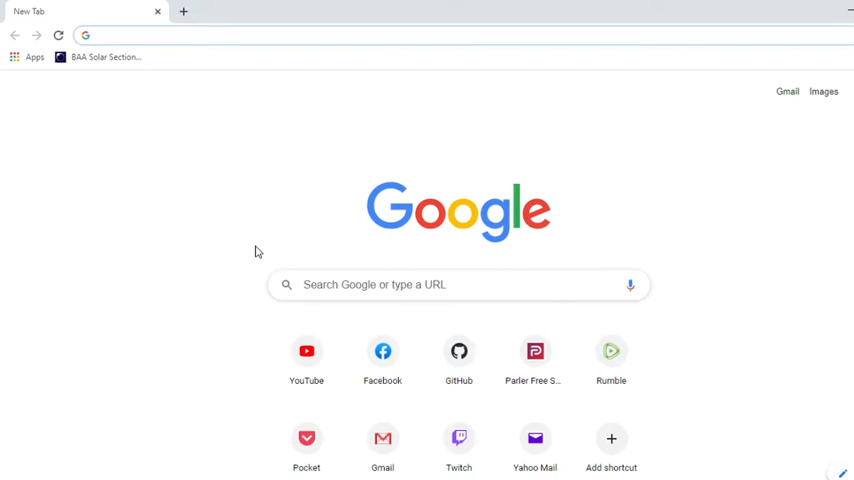 New Tab
Apps
BAA Solar Section...
Gmail Images
Google
Search Google or type a URL
YouTube
Facebook
GitHub
Parler Free S...
Rumble
Pocket
Gmail
Twitch
Yahoo Mail
Add shortcut